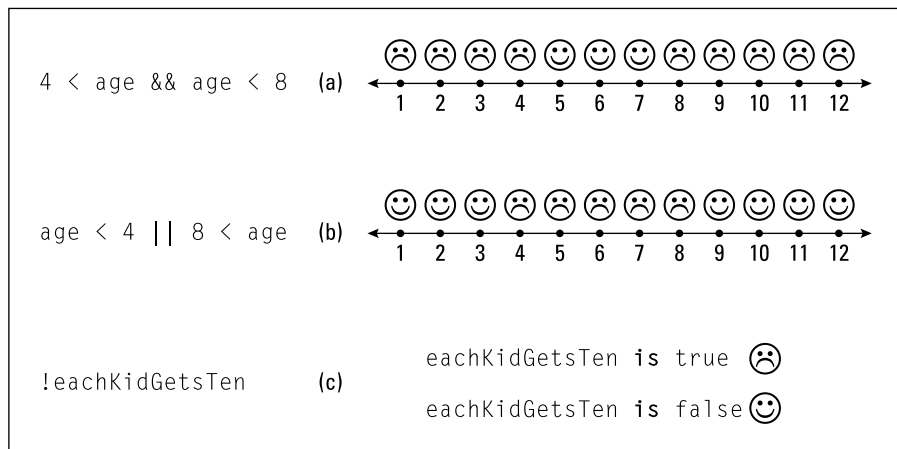 4 < age && age < 8 (a)
1 2 3 4 5 6 7 8 9 10 11 12
age < 4 || 8 < age (b)
1 2 3 4 5 6 7 8 9 10 11 12
!eachKidGetsTen (c)
eachKidGetsTen is true
eachKidGetsTen is false